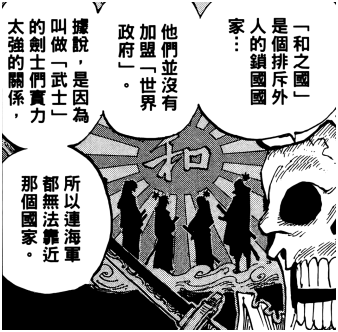 「和之國」
是個排斥外
人的鎖國國
家…
他們並沒有
加盟「世界
政府」。
據說，是因為
叫做「武士」
的劍士們實力
太強的關係，
和
所以連海軍
都無法靠近
那個國家。